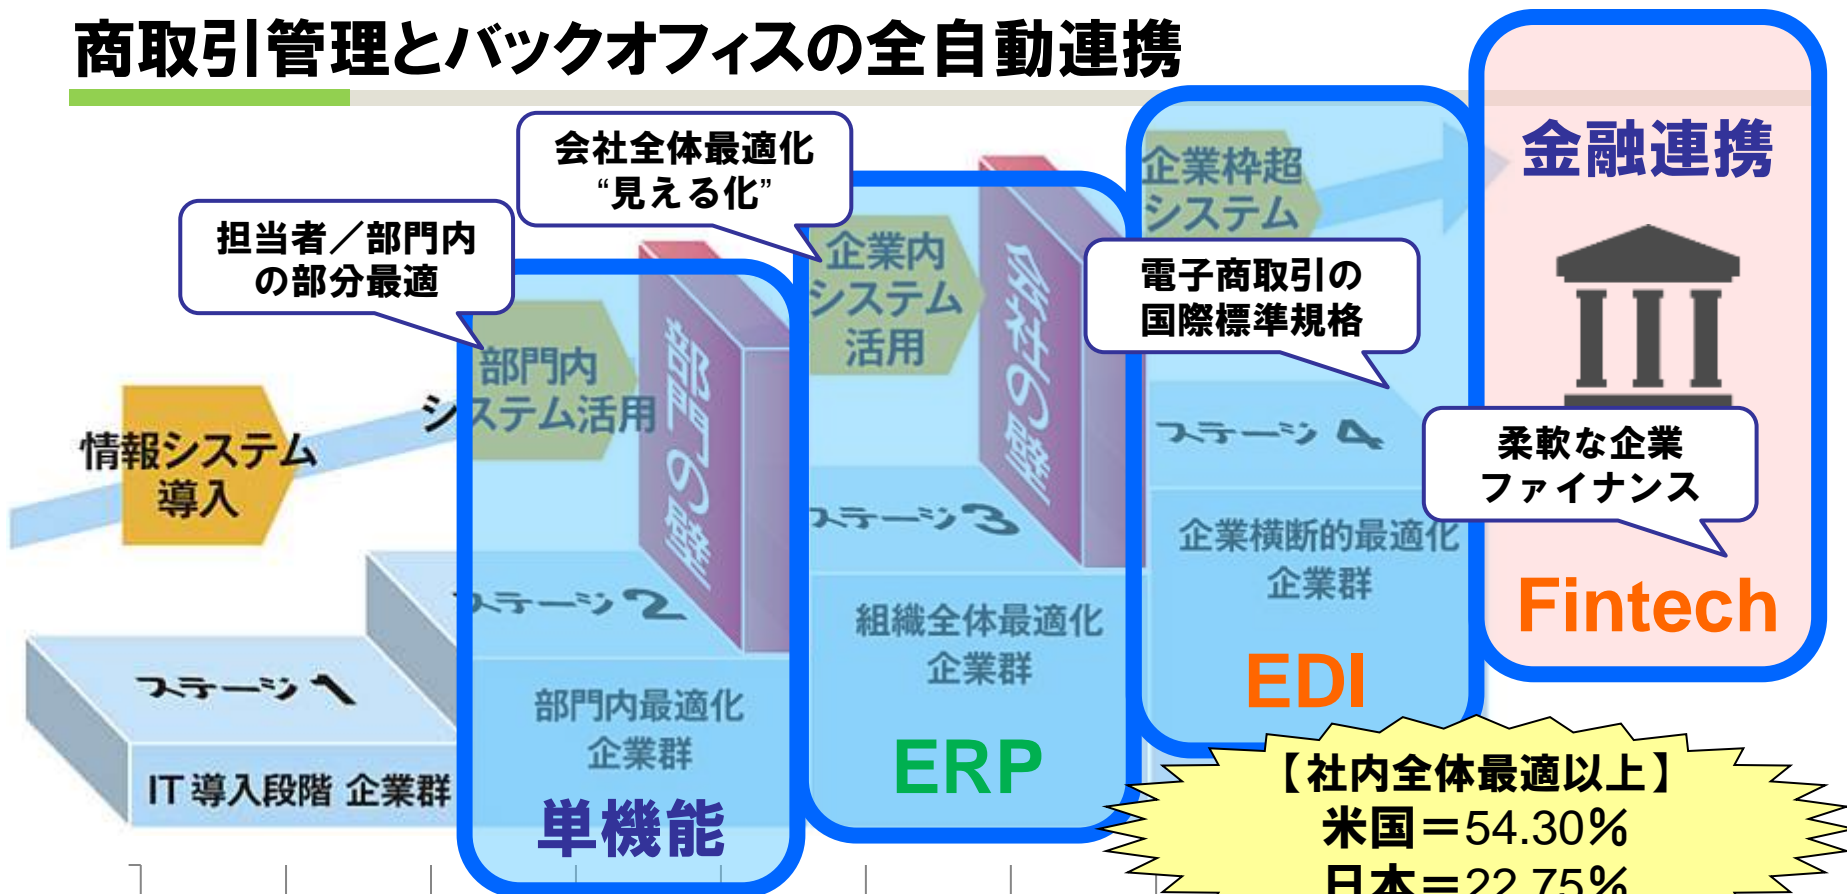 商取引管理とバックオフィスの全自動連携
担当者／部門内
の部分最適
会社全体最適化
“見える化”
電子商取引の
国際標準規格
柔軟な企業
ファイナンス
情報システム
導入
部門内
システム活用
企業内
システム
活用
企業枠超
システム
金融連携
部門の壁
会社の壁
ステージ1
IT 導入段階 企業群
ステージ2
部門内最適化
企業群
単機能
ステージ3
組織全体最適化
企業群
ERP
ステージ4
企業横断的最適化
企業群
EDI
Fintech
【社内全体最適以上】
米国＝54.30％
日本＝22.75％